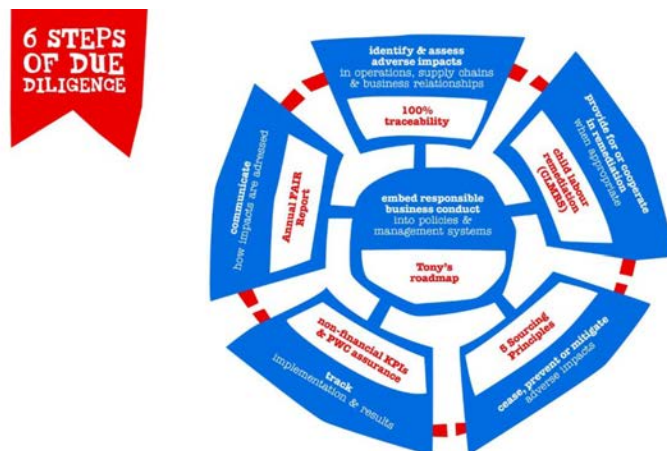 6 STEPS
OF DUE
DILIGENCE
identify & assess
adverse impacts
in operations, supply chains
& business relationships
100%
traceability
provide for or cooperate
in remediation
when appropriate
child labour
remediation
(CLMRS)
embed responsible
business conduct
into policies &
management systems
Tony's
roadmap
communicate
how impacts are adressed
Annual FAIR
Report
5 Sourcing
Principles
cease, prevent or mitigate
adverse impacts
non-financial KPIs
& PWC assurance
track
implementation & results